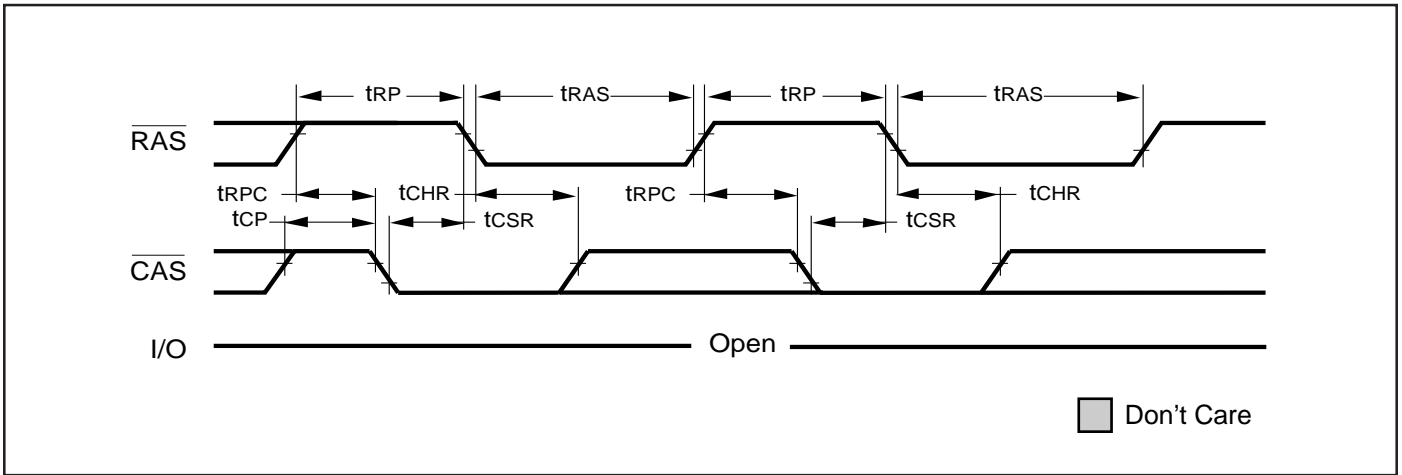 tRP tRAS tRP tRAS
RAS
tRPC tCHR tRPC tCHR
tCP tCSR tCSR
CAS
I/O Open
Don't Care